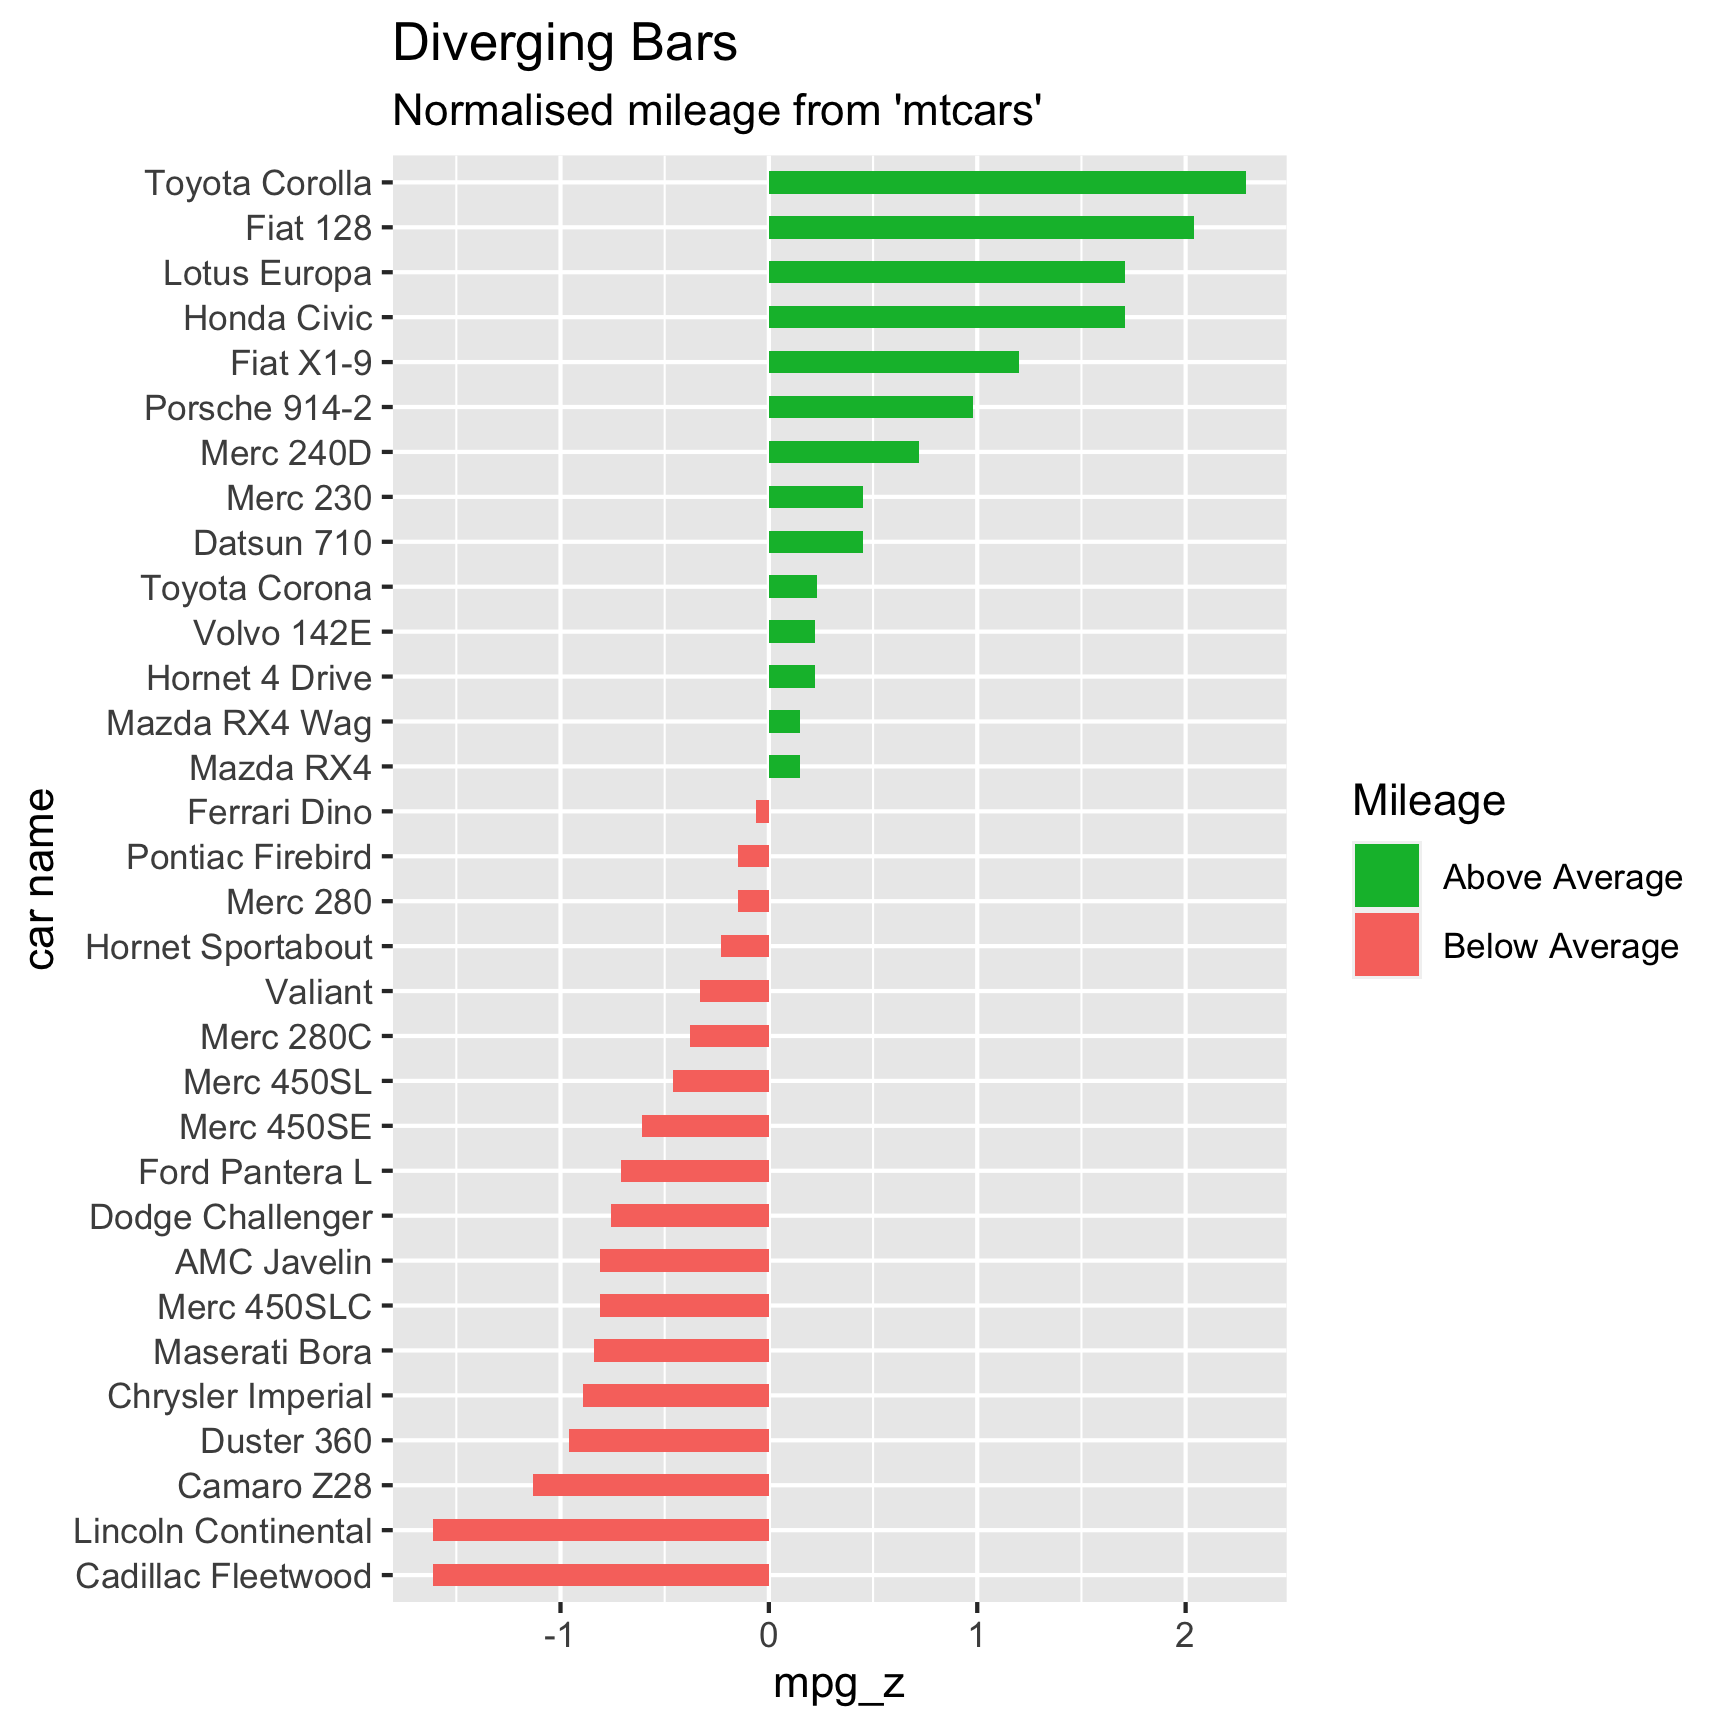 Diverging Bars
Normalised mileage from 'mtcars'
Toyota Corolla
Fiat 128
Lotus Europa
Honda Civic
Fiat X1-9
Porsche 914-2
Merc 240D
Merc 230
Datsun 710
Toyota Corona
Volvo 142E
Hornet 4 Drive
Mazda RX4 Wag
Mazda RX4
Ferrari Dino
Pontiac Firebird
Merc 280
Hornet Sportabout
Valiant
Merc 280C
Merc 450SL
Merc 450SE
Ford Pantera L
Dodge Challenger
AMC Javelin
Merc 450SLC
Maserati Bora
Chrysler Imperial
Duster 360
Camaro Z28
Lincoln Continental
Cadillac Fleetwood
car name
-1 0 1 2
mpg_z
Mileage
Above Average
Below Average